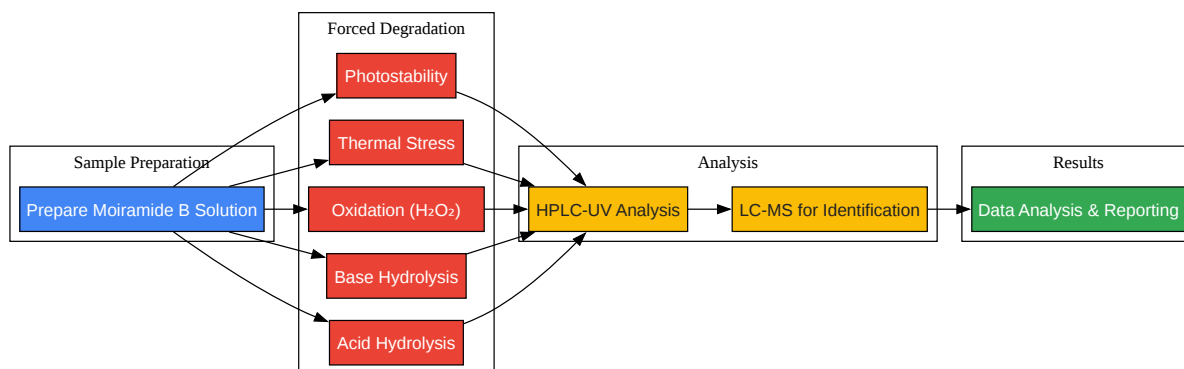 Forced Degradation
Photostability
Thermal Stress
Sample Preparation
Analysis
Results
Prepare Moiramide B Solution
Oxidation (H₂O₂)
HPLC-UV Analysis
LC-MS for Identification
Data Analysis & Reporting
Base Hydrolysis
Acid Hydrolysis